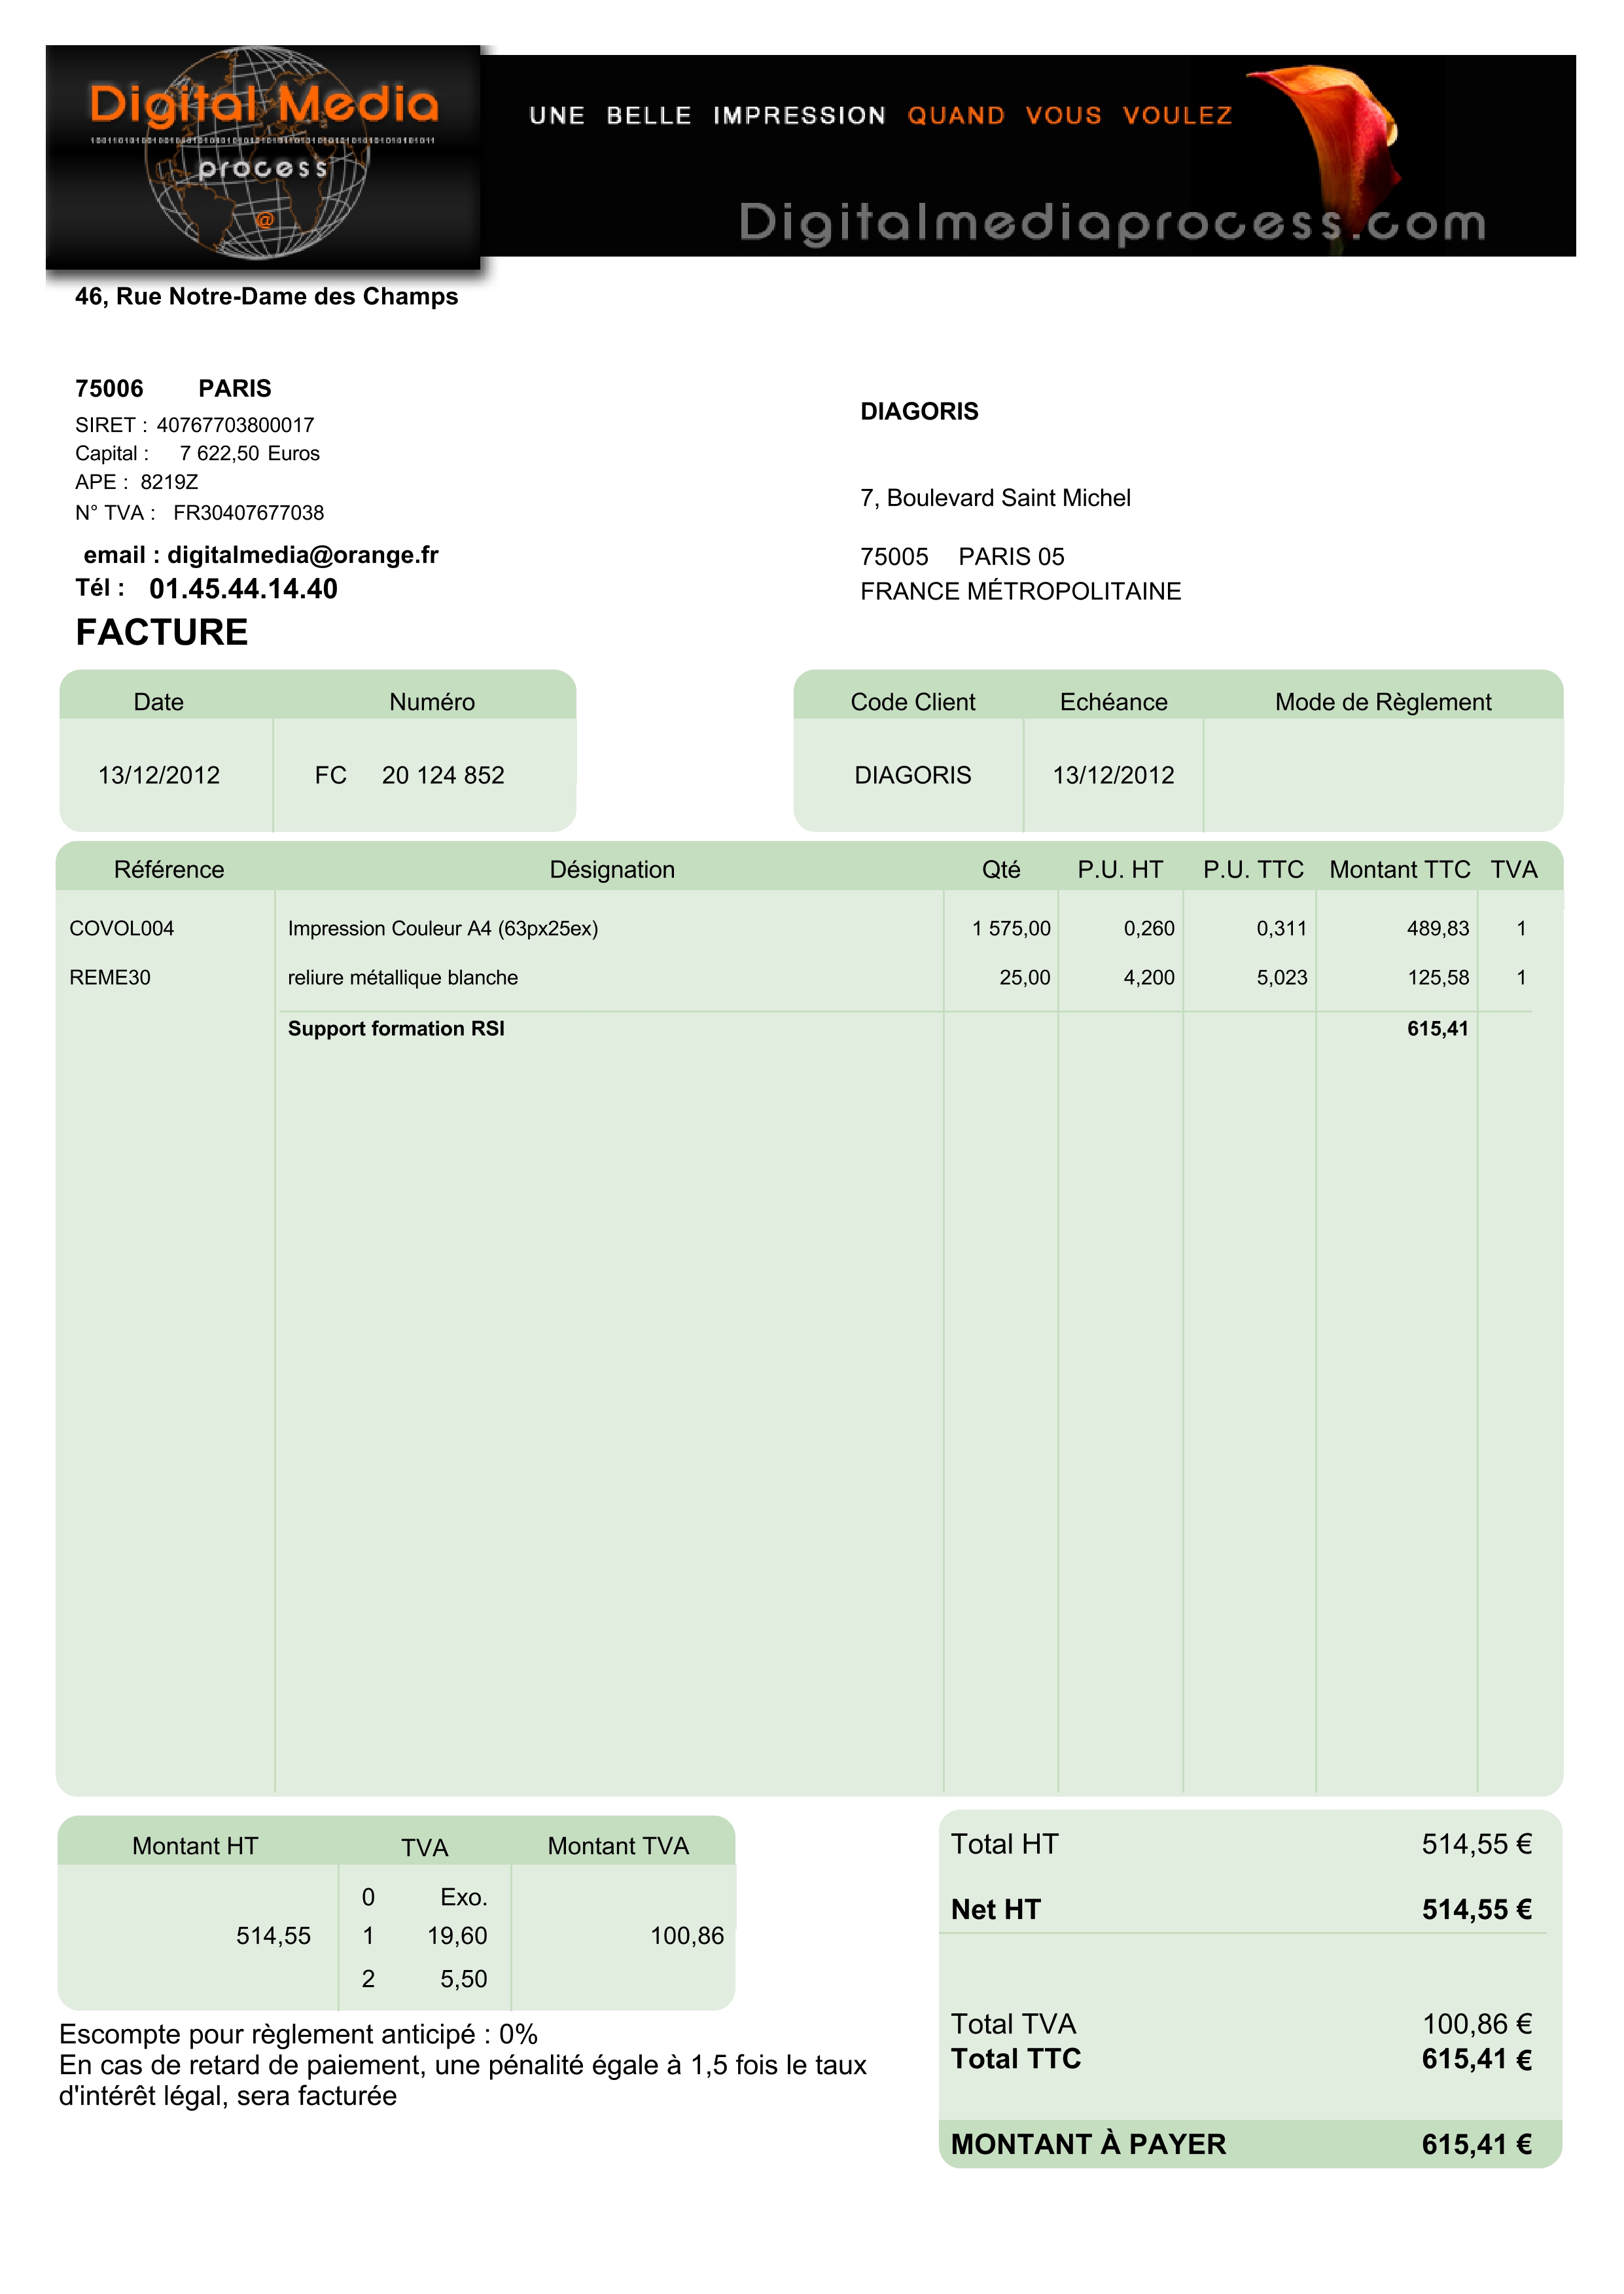 Digital Media
process
@
UNE BELLE IMPRESSION QUAND VOUS VOULEZ
Digitalmediaprocess.com
46, Rue Notre-Dame des Champs
75006 PARIS
SIRET : 40767703800017
Capital : 7 622,50 Euros
APE : 8219Z
N° TVA : FR30407677038
email : digitalmedia@orange.fr
Tél : 01.45.44.14.40
DIAGORIS
7, Boulevard Saint Michel
75005 PARIS 05
FRANCE MÉTROPOLITAINE
FACTURE
Date Numéro
13/12/2012 FC 20 124 852
Code Client Echéance Mode de Règlement
DIAGORIS 13/12/2012
Référence Désignation Qté P.U. HT P.U. TTC Montant TTC TVA
COVOL004 Impression Couleur A4 (63px25ex) 1 575,00 0,260 0,311 489,83 1
REME30 reliure métallique blanche 25,00 4,200 5,023 125,58 1
Support formation RSI 615,41
Montant HT TVA Montant TVA
0 Exo.
514,55 1 19,60 100,86
2 5,50
Escompte pour règlement anticipé : 0%
En cas de retard de paiement, une pénalité égale à 1,5 fois le taux
d'intérêt légal, sera facturée
Total HT 514,55 €
Net HT 514,55 €
Total TVA 100,86 €
Total TTC 615,41 €
MONTANT À PAYER 615,41 €